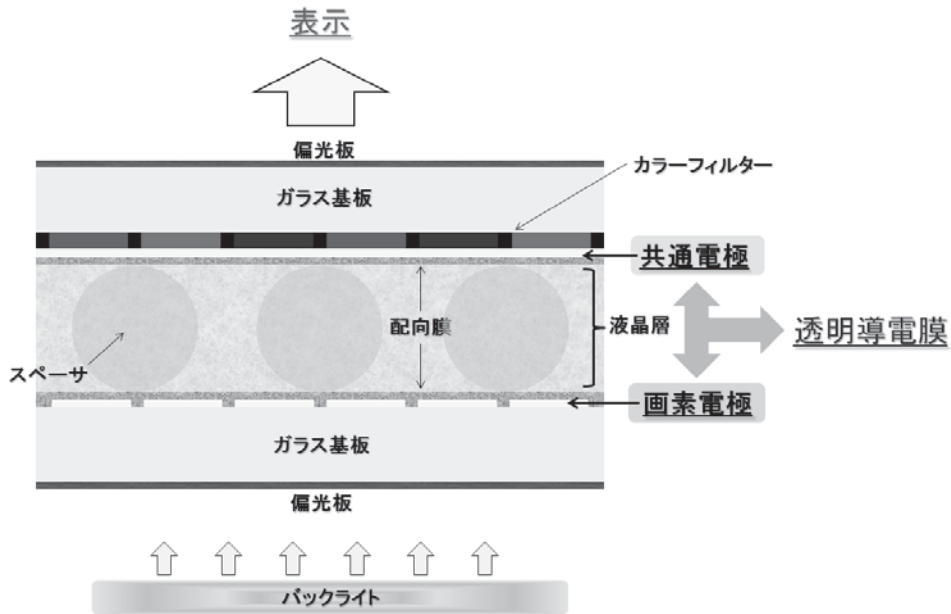 表示
偏光板
カラーフィルター
ガラス基板
共通電極
配向膜
液晶層
透明導電膜
スペーサ
画素電極
ガラス基板
偏光板
バックライト